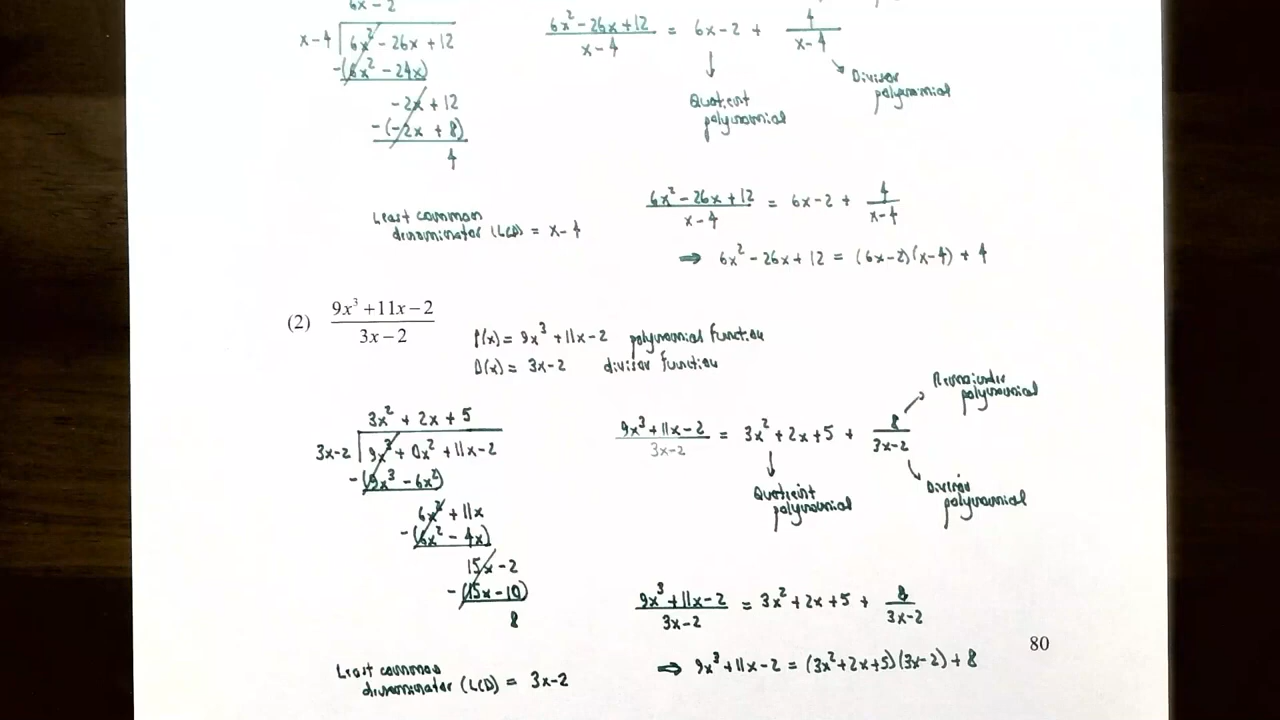 6x - 2
x-4 | 6x² - 26x + 12
-(6x² - 24x)
-2x + 12
-(-2x + 8)
4
(6x² - 26x + 12)/(x-4) = 6x-2 + 4/(x-4)
Quotient
polynomial
Divisor
polynomial
Least common
denominator (LCD) = x-4
(6x² - 26x + 12)/(x-4) = 6x-2 + 4/(x-4)
⇒ 6x² - 26x + 12 = (6x-2)(x-4) + 4
(2) (9x³ + 11x - 2)/(3x - 2)
P(x) = 9x³ + 11x - 2 polynomial function
D(x) = 3x-2 divisor function
3x² + 2x + 5
3x-2 | 9x³ + 0x² + 11x - 2
-(9x³ - 6x²)
6x² + 11x
-(6x² - 4x)
15x - 2
-(15x - 10)
8
(9x³ + 11x - 2)/(3x-2) = 3x² + 2x + 5 + 8/(3x-2)
Remainder
polynomial
Quotient
polynomial
Divisor
polynomial
(9x³ + 11x - 2)/(3x-2) = 3x² + 2x + 5 + 8/(3x-2)
⇒ 9x³ + 11x - 2 = (3x² + 2x + 5)(3x-2) + 8
Least common
denominator (LCD) = 3x-2
80